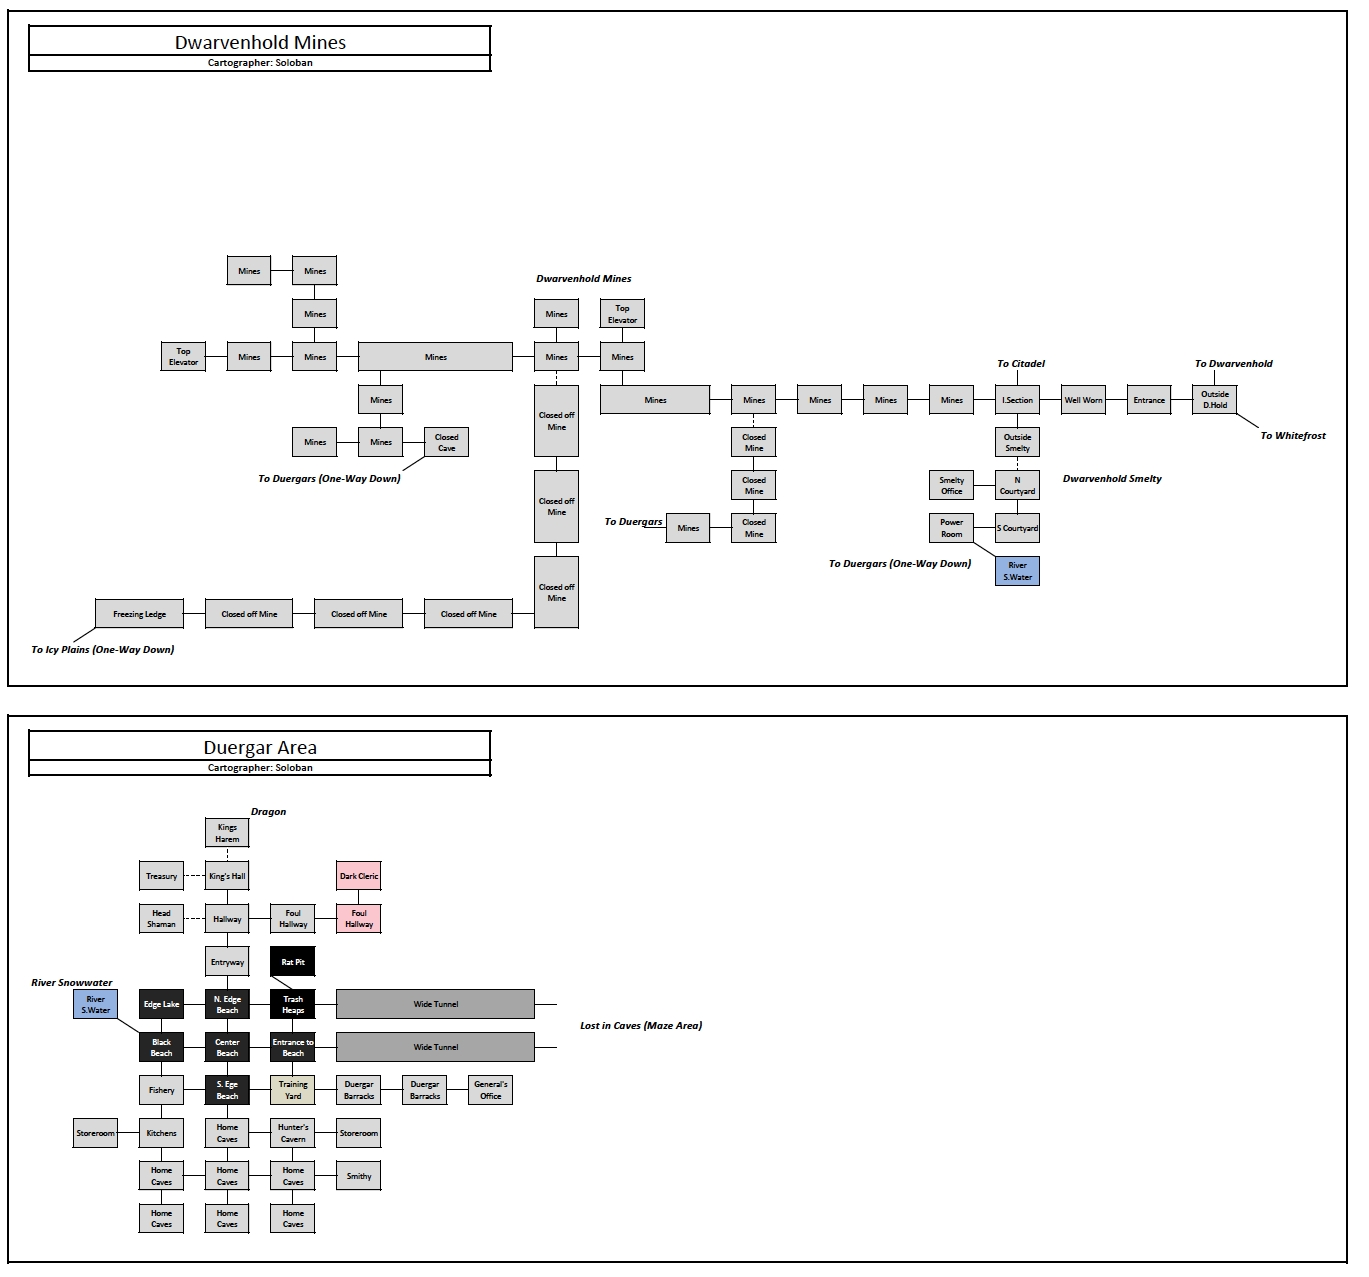 Dwarvenhold Mines
Cartographer: Soloban
Mines
Mines
Dwarvenhold Mines
Mines
Mines
Top
Elevator
Top
Elevator
Mines
Mines
Mines
Mines
Mines
To Citadel
To Dwarvenhold
Mines
Closed off
Mine
Mines
Mines
Mines
Mines
Mines
I.Section
Well Worn
Entrance
Outside
D.Hold
To Whitefrost
Mines
Mines
Closed
Cave
Closed
Mine
Outside
Smelty
To Duergars (One-Way Down)
Closed off
Mine
Closed
Mine
Smelty
Office
N
Courtyard
Dwarvenhold Smelty
To Duergars
Mines
Closed
Mine
Power
Room
S Courtyard
To Duergars (One-Way Down)
River
S.Water
Closed off
Mine
Freezing Ledge
Closed off Mine
Closed off Mine
Closed off Mine
To Icy Plains (One-Way Down)
Duergar Area
Cartographer: Soloban
Dragon
Kings
Harem
Treasury
King's Hall
Dark Cleric
Head
Shaman
Hallway
Foul
Hallway
Foul
Hallway
Entryway
Rat Pit
River Snowwater
River
S.Water
Edge Lake
N. Edge
Beach
Trash
Heaps
Wide Tunnel
Lost in Caves (Maze Area)
Black
Beach
Center
Beach
Entrance to
Beach
Wide Tunnel
Fishery
S. Ege
Beach
Training
Yard
Duergar
Barracks
Duergar
Barracks
General's
Office
Storeroom
Kitchens
Home
Caves
Hunter's
Cavern
Storeroom
Home
Caves
Home
Caves
Home
Caves
Smithy
Home
Caves
Home
Caves
Home
Caves